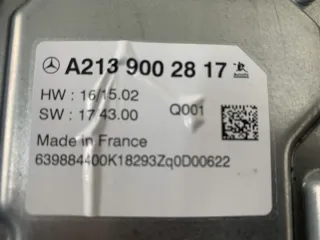 A213 900 28 17
HW : 16/15.02
SW : 17/43.00
Q001
Made in France
639884400K18293Zq0D00622